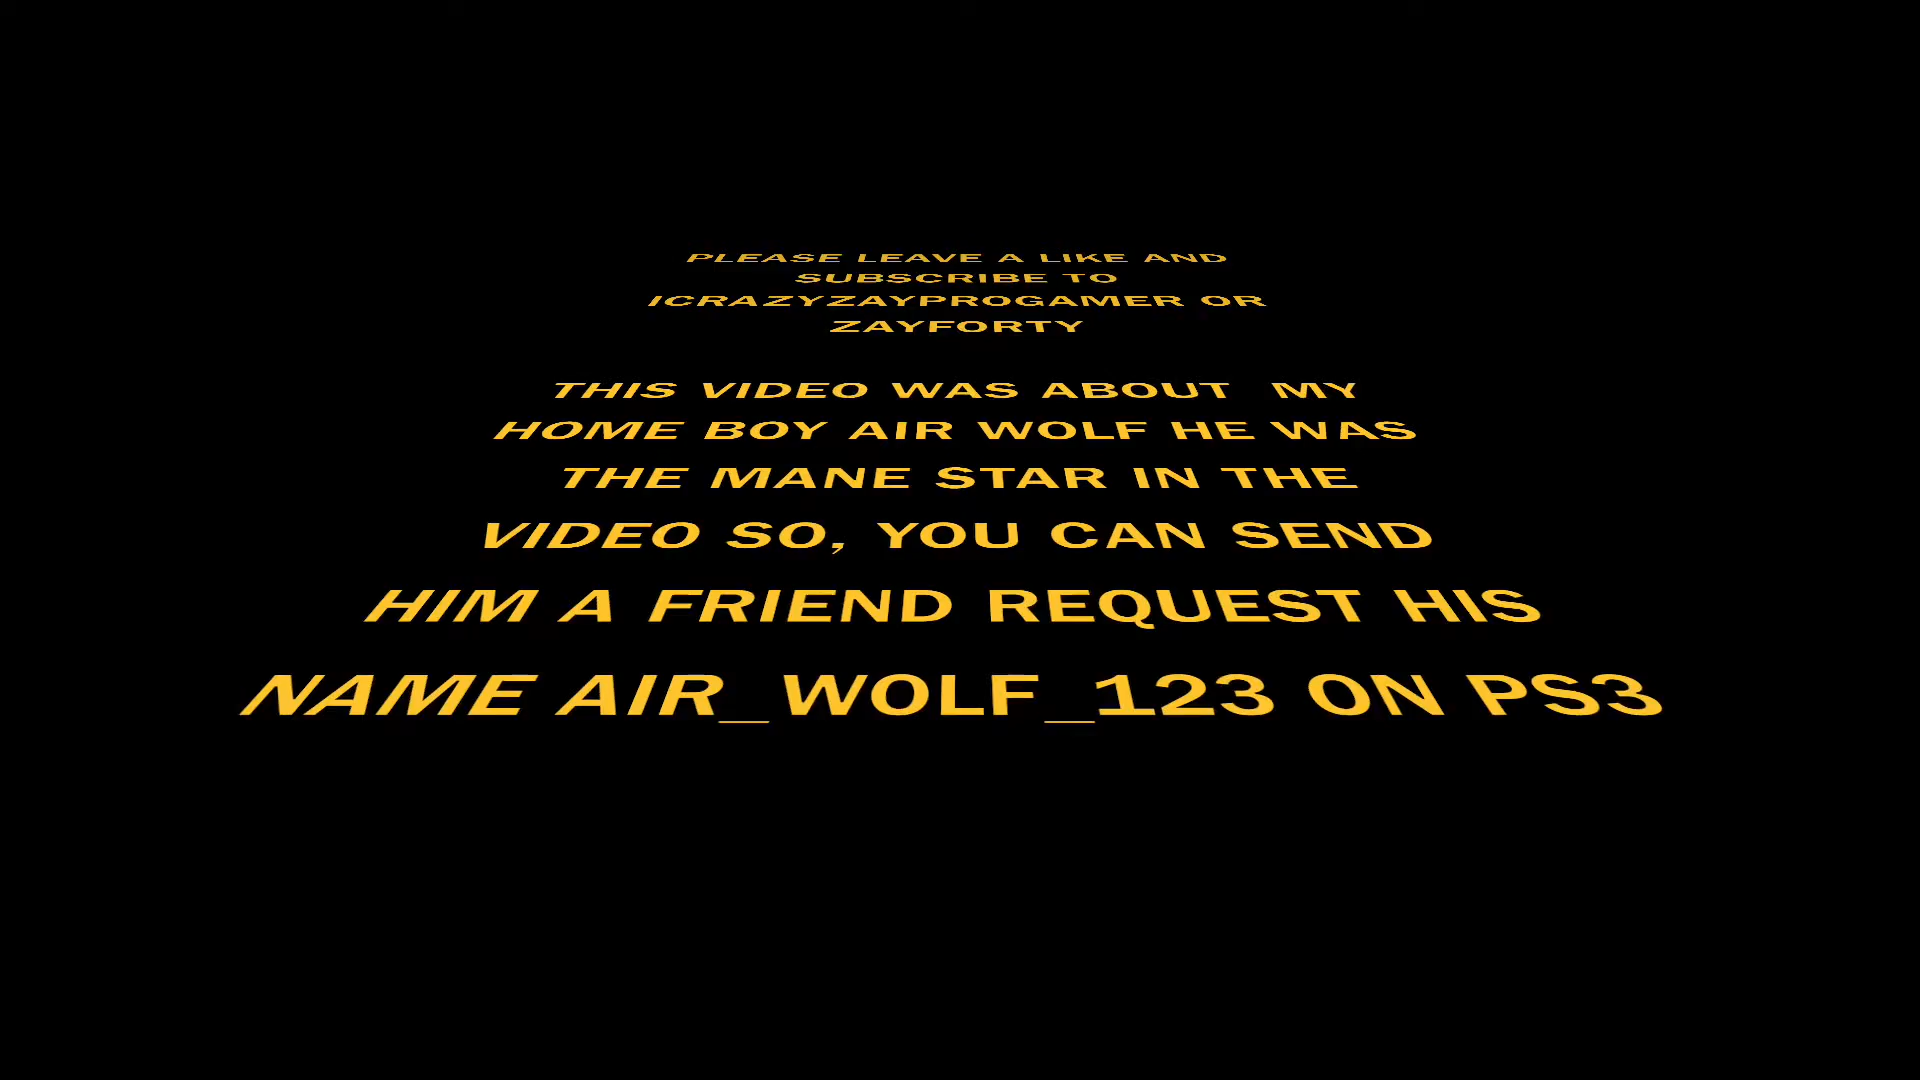 PLEASE LEAVE A LIKE AND
SUBSCRIBE TO
ICRAZYZAYPROGAMER OR
ZAYFORTY
THIS VIDEO WAS ABOUT  MY
HOME BOY AIR WOLF HE WAS
THE MANE STAR IN THE
VIDEO SO, YOU CAN SEND
HIM A FRIEND REQUEST HIS
NAME AIR_WOLF_123 ON PS3